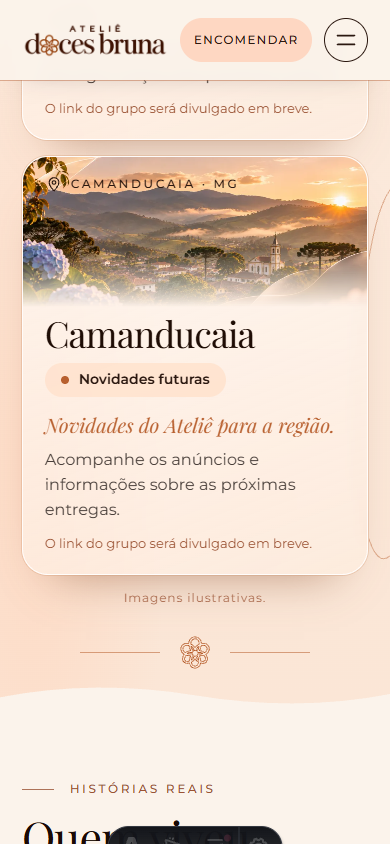 ATELIÊ
doces bruna
ENCOMENDAR
O link do grupo será divulgado em breve.
CAMANDUCAIA · MG
Camanducaia
Novidades futuras
Novidades do Ateliê para a região.
Acompanhe os anúncios e
informações sobre as próximas
entregas.
O link do grupo será divulgado em breve.
Imagens ilustrativas.
HISTÓRIAS REAIS